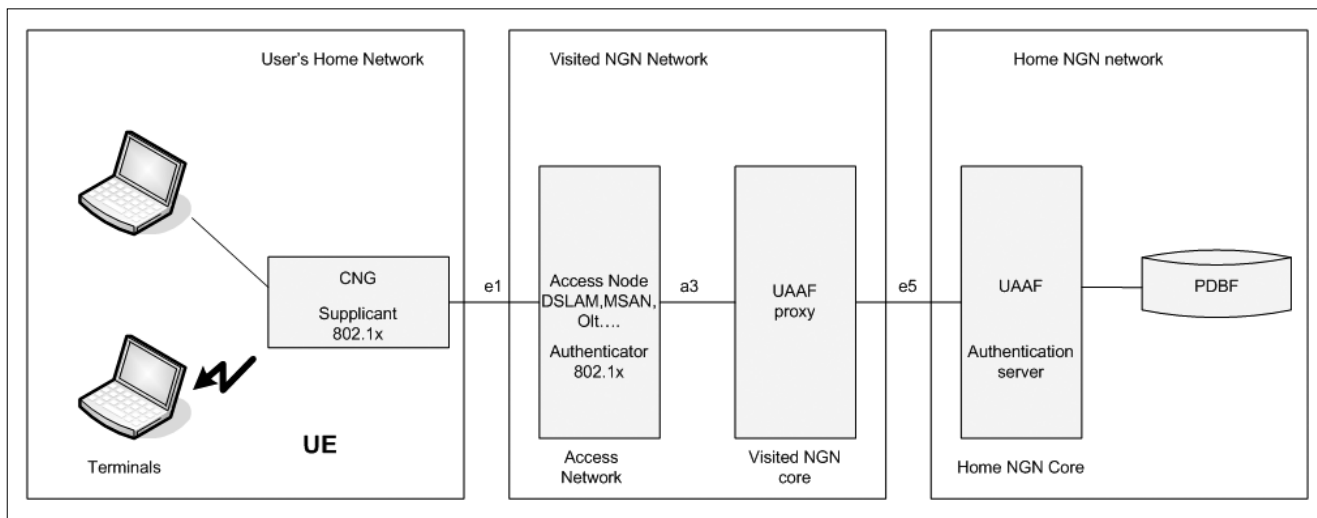 User's Home Network
Visited NGN Network
Home NGN network
CNG
Supplicant
802.1x
e1
Access Node
DSLAM,MSAN,
Olt....
Authenticator
802.1x
a3
UAAF
proxy
e5
UAAF
Authentication
server
PDBF
UE
Terminals
Access
Network
Visited NGN
core
Home NGN Core